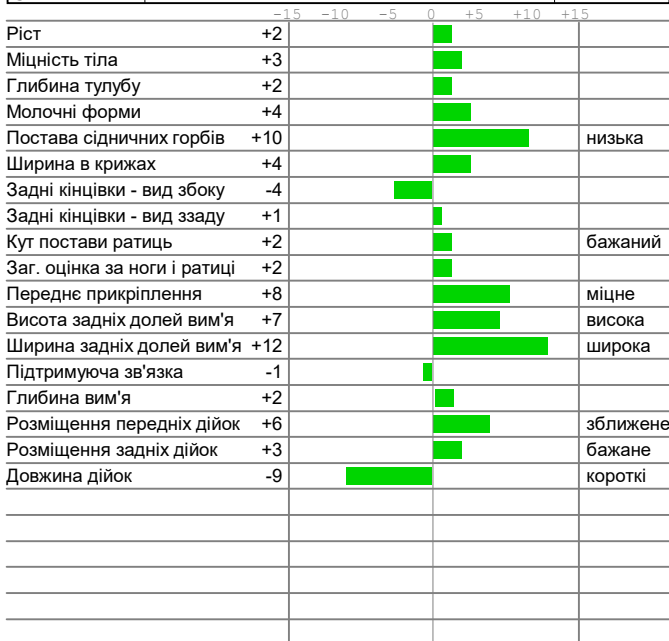 -15 -10 -5 0 +5 +10 +15
Ріст +2
Міцність тіла +3
Глибина тулубу +2
Молочні форми +4
Постава сідничних горбів +10 низька
Ширина в крижах +4
Задні кінцівки - вид збоку -4
Задні кінцівки - вид ззаду +1
Кут постави ратиць +2 бажаний
Заг. оцінка за ноги і ратиці +2
Переднє прикріплення +8 міцне
Висота задніх долей вим'я +7 висока
Ширина задніх долей вим'я +12 широка
Підтримуюча зв'язка -1
Глибина вим'я +2
Розміщення передніх дійок +6 зближене
Розміщення задніх дійок +3 бажане
Довжина дійок -9 короткі